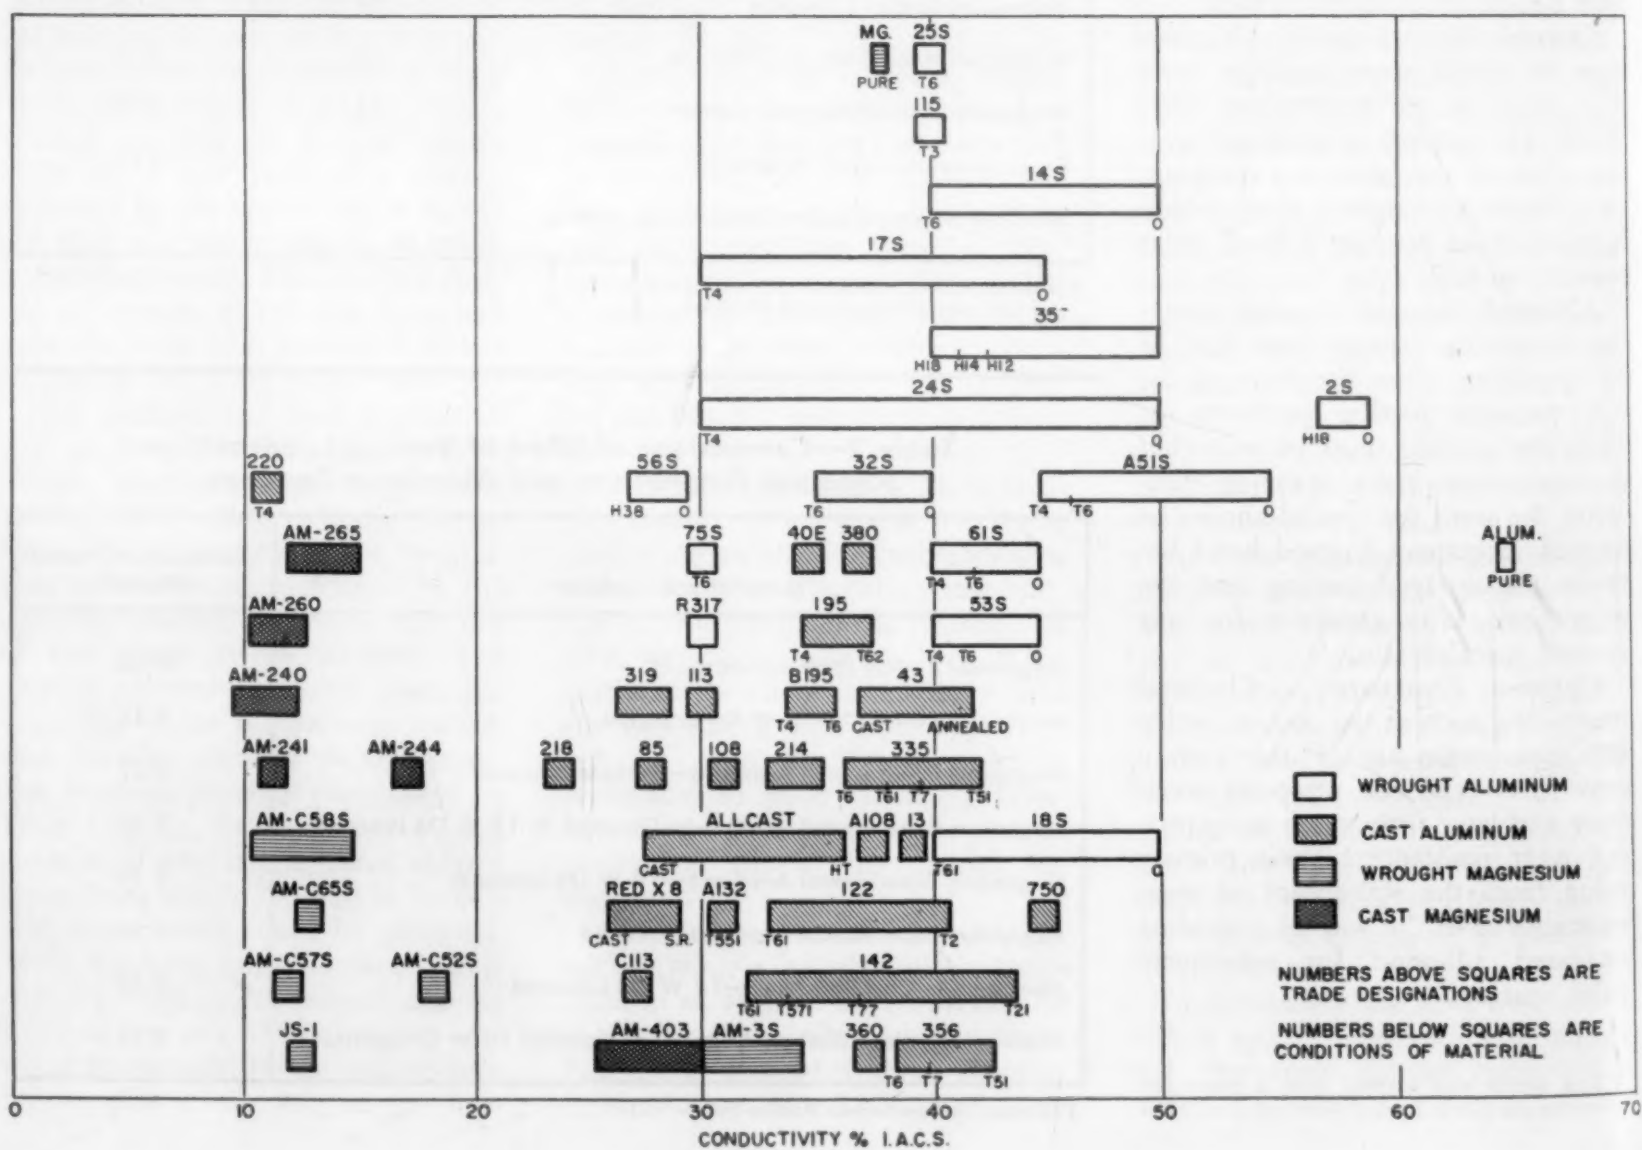 MG. 25S
PURE T6
115
T3
14S
T6 O
17S
T4 O
35
H18 H14 H12
24S 2S
T4 O H18 O
220 56S 32S A51S
T4 H38 O T6 O T4 T6 O
AM-265 75S 40E 380 61S ALUM.
T6 T4 T6 O PURE
AM-260 R317 195 53S
T4 T62 T4 T6 O
AM-240 319 113 B195 43
T4 T6 CAST ANNEALED
AM-241 AM-244 218 85 108 214 335
T6 T61 T7 T51
AM-C58S ALLCAST A108 13 18S
CAST HT T61 O
AM-C65S RED X 8 A132 122 750
CAST S.R. T551 T61 T2
AM-C57S AM-C52S C113 142
T61 T571 T77 T21
JS-1 AM-403 AM-3S 360 356
T6 T7 T51
WROUGHT ALUMINUM
CAST ALUMINUM
WROUGHT MAGNESIUM
CAST MAGNESIUM
NUMBERS ABOVE SQUARES ARE
TRADE DESIGNATIONS
NUMBERS BELOW SQUARES ARE
CONDITIONS OF MATERIAL
0 10 20 30 40 50 60 70
CONDUCTIVITY % I.A.C.S.